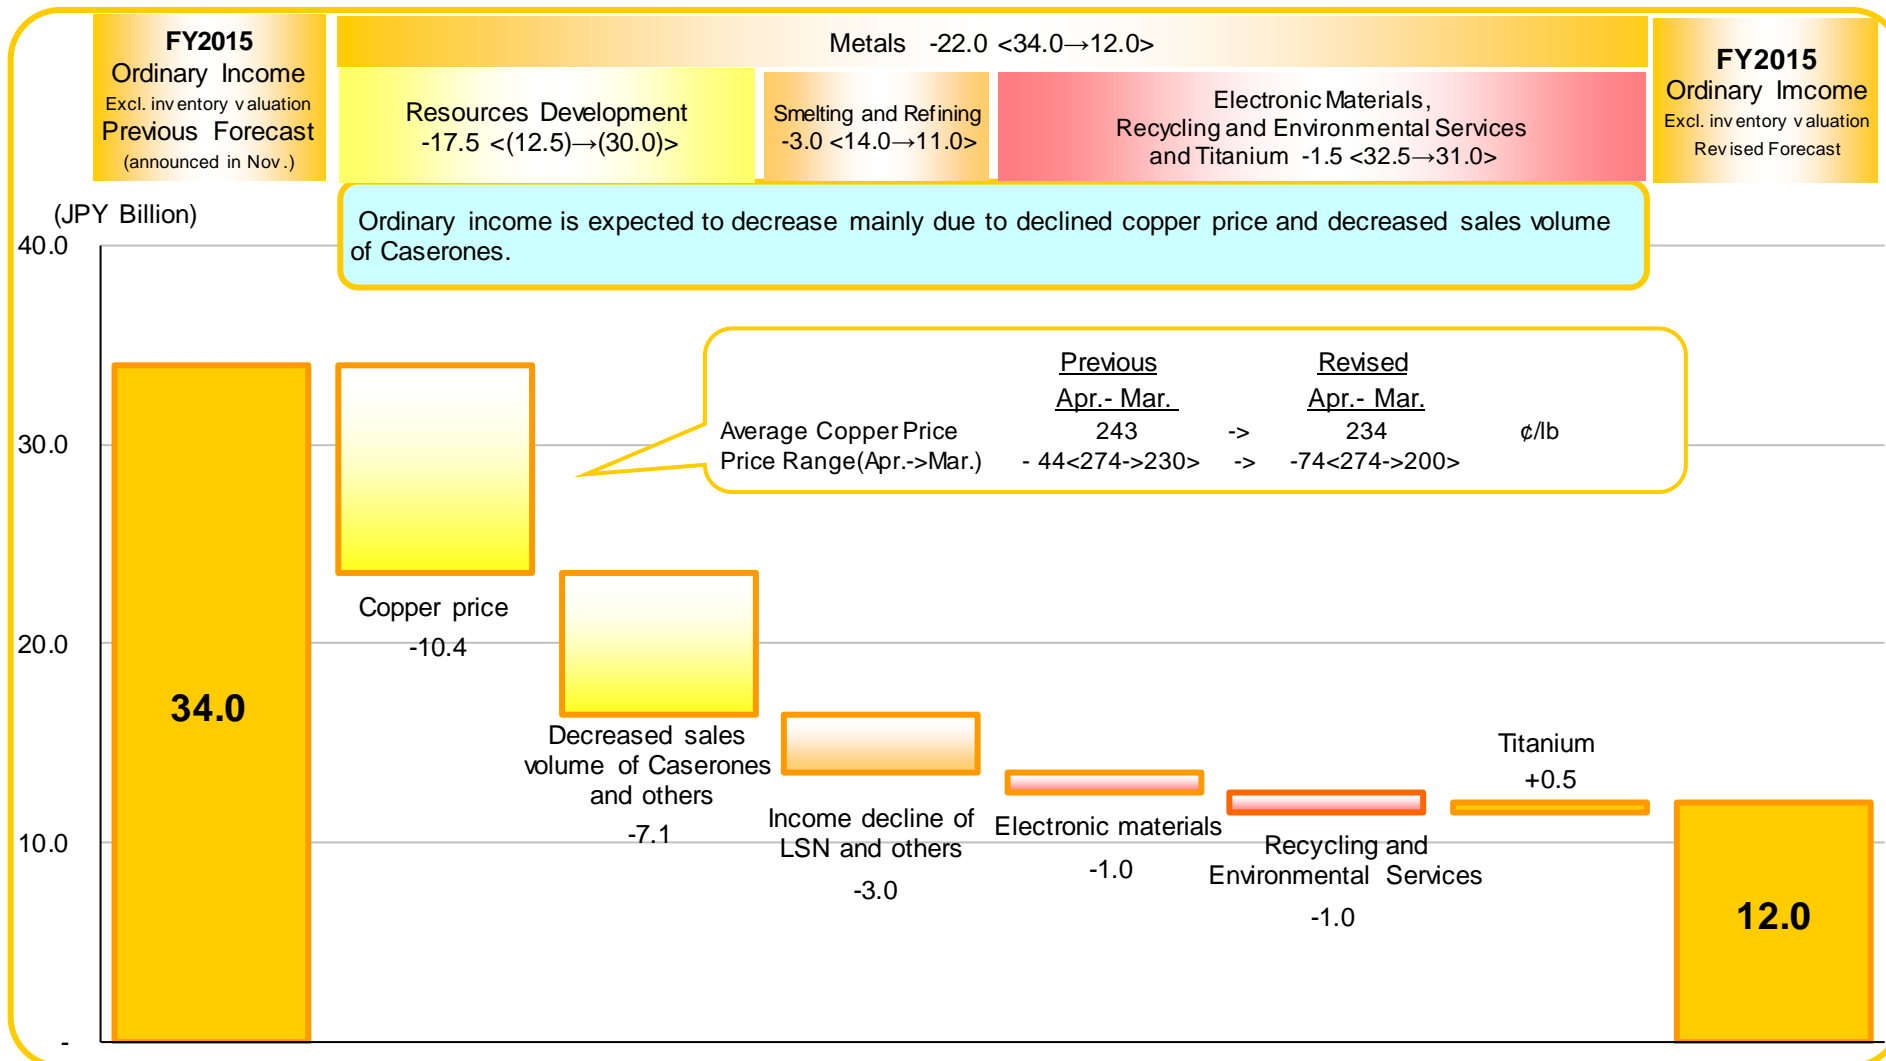 FY2015
Ordinary Income
Excl. inventory valuation
Previous Forecast
(announced in Nov.)
Metals -22.0 <34.0→12.0>
Resources Development
-17.5 <(12.5)→(30.0)>
Smelting and Refining
-3.0 <14.0→11.0>
Electronic Materials,
Recycling and Environmental Services
and Titanium -1.5 <32.5→31.0>
FY2015
Ordinary Imcome
Excl. inventory valuation
Revised Forecast
(JPY Billion)
Ordinary income is expected to decrease mainly due to declined copper price and decreased sales volume
of Caserones.
40.0
30.0
20.0
10.0
-
Previous Revised
Apr.- Mar. Apr.- Mar.
Average Copper Price 243 -> 234 ¢/lb
Price Range(Apr.->Mar.) - 44<274->230> -> -74<274->200>
34.0
Copper price
-10.4
Decreased sales
volume of Caserones
and others
-7.1
Income decline of
LSN and others
-3.0
Electronic materials
-1.0
Recycling and
Environmental Services
-1.0
Titanium
+0.5
12.0